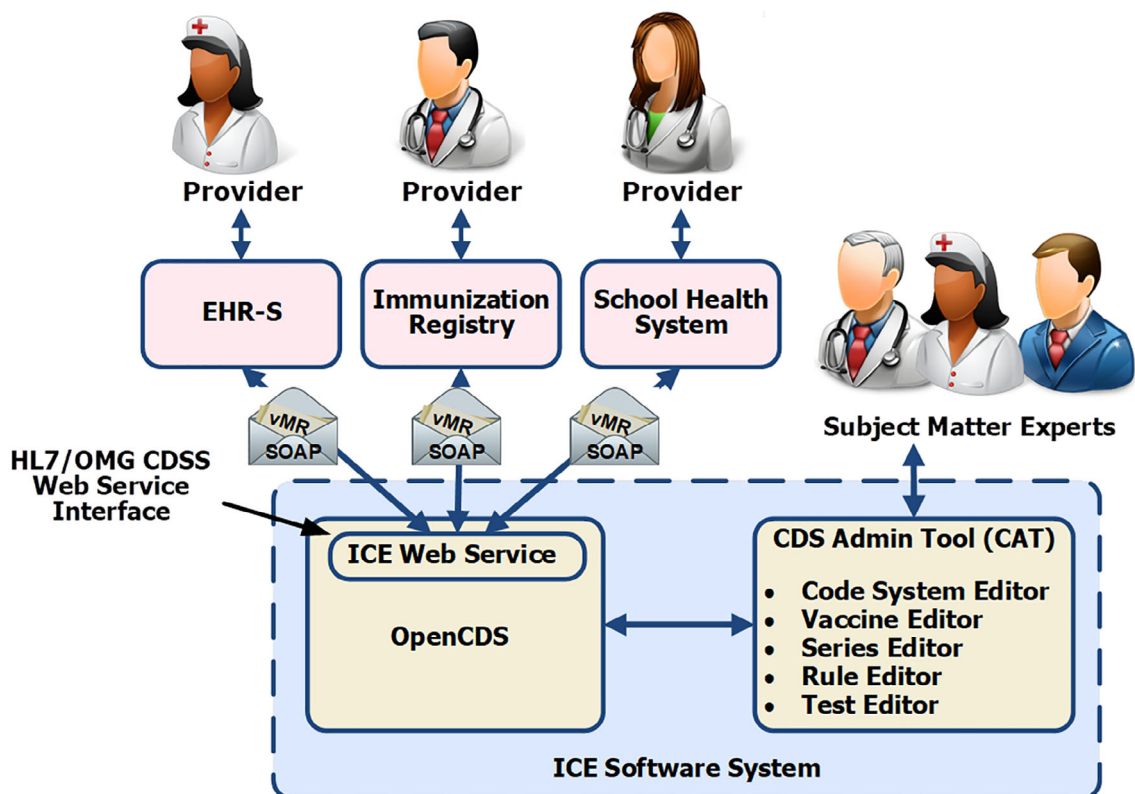 Provider
Provider
Provider
EHR-S
Immunization
Registry
School Health
System
vMR
SOAP
vMR
SOAP
vMR
SOAP
Subject Matter Experts
HL7/OMG CDSS
Web Service
Interface
ICE Web Service
OpenCDS
CDS Admin Tool (CAT)
• Code System Editor
• Vaccine Editor
• Series Editor
• Rule Editor
• Test Editor
ICE Software System